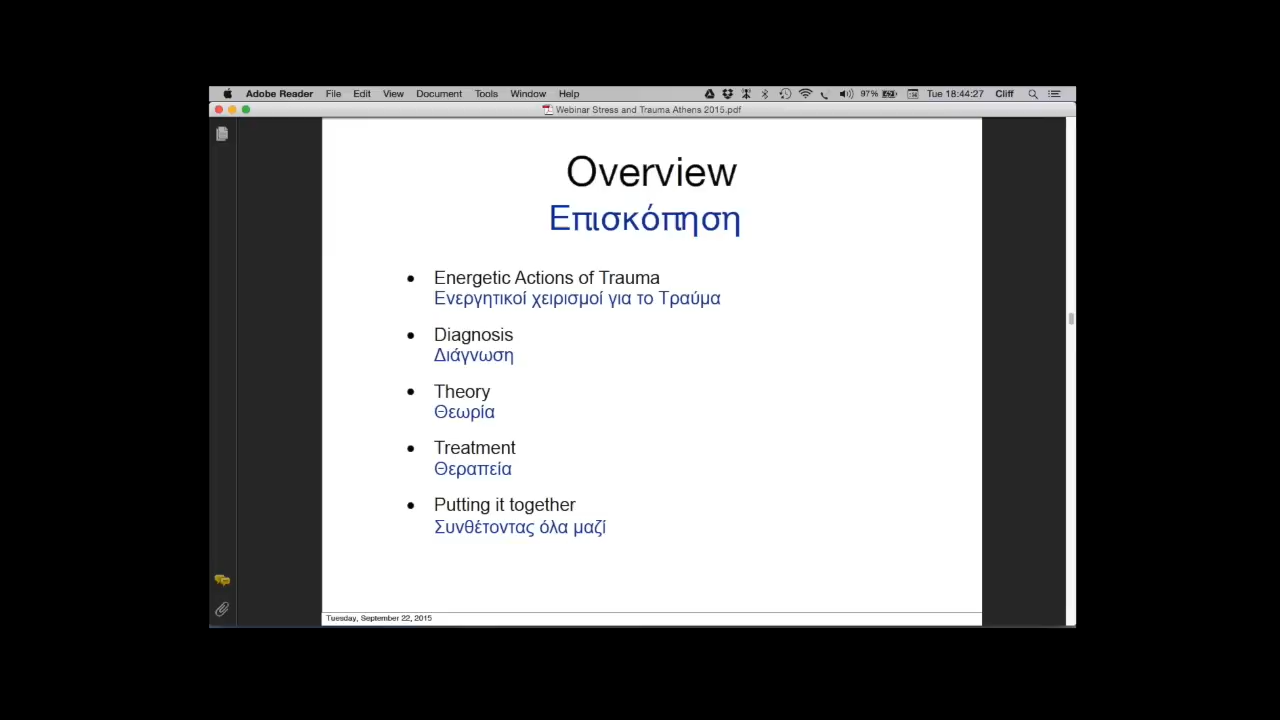 Adobe Reader File Edit View Document Tools Window Help 97% Tue 18:44:27 Cliff
Webinar Stress and Trauma Athens 2015.pdf
Overview
Επισκόπηση
Energetic Actions of Trauma
Ενεργητικοί χειρισμοί για το Τραύμα
Diagnosis
Διάγνωση
Theory
Θεωρία
Treatment
Θεραπεία
Putting it together
Συνθέτοντας όλα μαζί
Tuesday, September 22, 2015